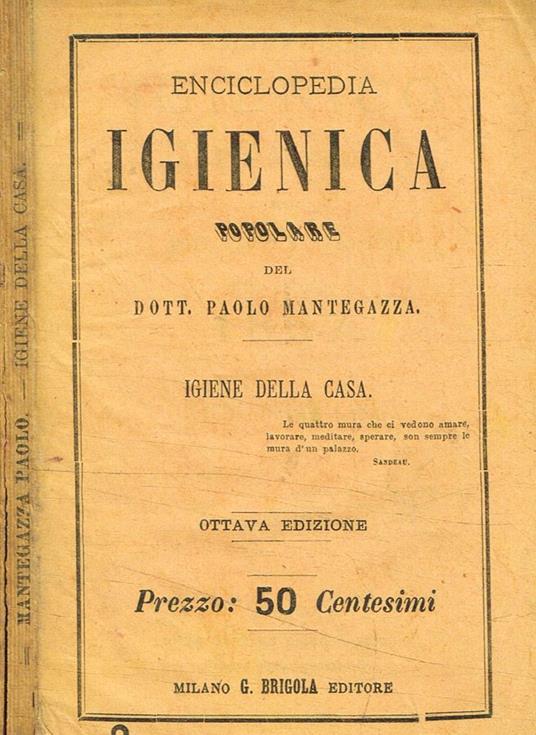 ENCICLOPEDIA
IGIENICA
POPOLARE
DEL
DOTT. PAOLO MANTEGAZZA.
IGIENE DELLA CASA.
Le quattro mura che ci vedono amare,
lavorare, meditare, sperare, son sempre le
mura d'un palazzo.
SANDEAU.
OTTAVA EDIZIONE
Prezzo: 50 Centesimi
MILANO G. BRIGOLA EDITORE
MANTEGAZZA PAOLO. — IGIENE DELLA CASA.